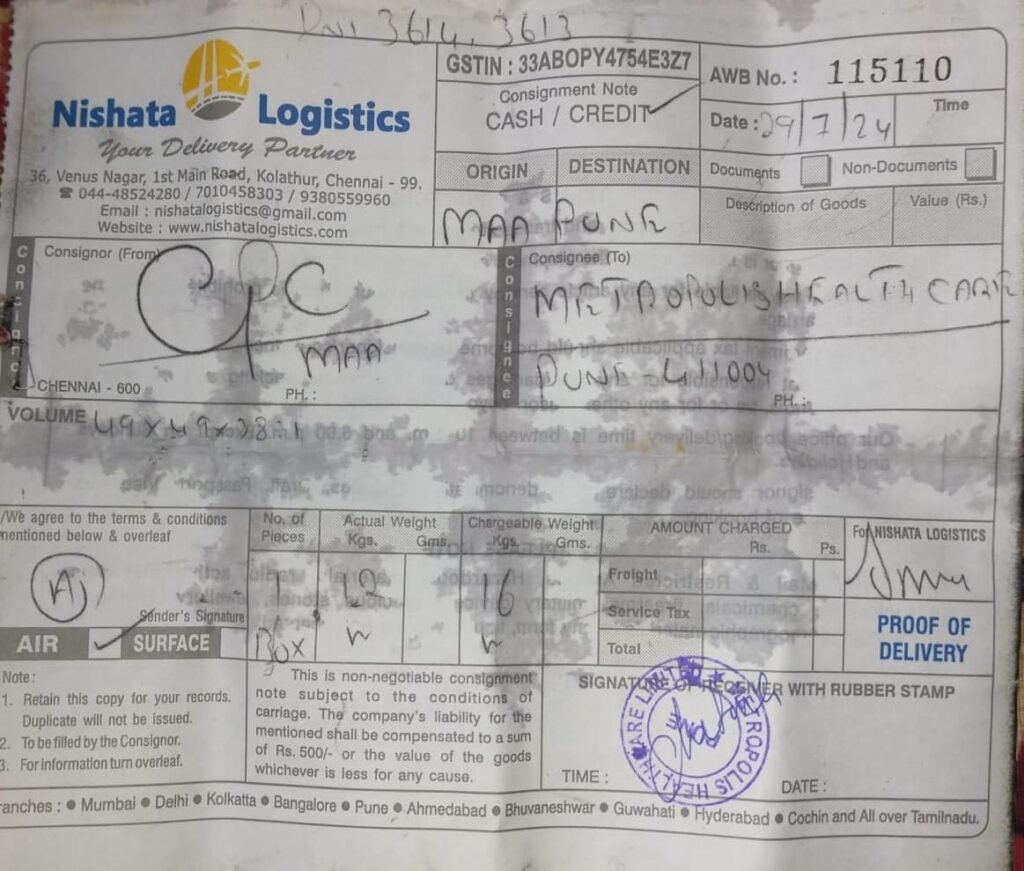 3614, 3613
Nishata Logistics
Your Delivery Partner
36, Venus Nagar, 1st Main Road, Kolathur, Chennai - 99.
☎ 044-48524280 / 7010458303 / 9380559960
Email : nishatalogistics@gmail.com
Website : www.nishatalogistics.com
GSTIN : 33ABOPY4754E3Z7
Consignment Note
CASH / CREDIT
AWB No. : 115110
Date : 29/7/24
Time
ORIGIN
DESTINATION
MAA
PUNE
Documents
Non-Documents
Description of Goods
Value (Rs.)
Consignor
Consignor (From)
CPC
MAA
CHENNAI - 600
PH. :
Consignee
Consignee (To)
METROPOLIS HEALTH CARE
PUNE - 411004
PH. :
VOLUME 49x49x38-1
/We agree to the terms & conditions
mentioned below & overleaf
Sender's Signature
AIR
SURFACE
No. of
Pieces
1
Box
Actual Weight
Kgs. Gms.
12
Chargeable Weight
Kgs. Gms.
16
AMOUNT CHARGED
Rs. Ps.
Freight
Service Tax
Total
For NISHATA LOGISTICS
PROOF OF
DELIVERY
Note :
1. Retain this copy for your records.
Duplicate will not be issued.
2. To be filled by the Consignor.
3. For information turn overleaf.
This is non-negotiable consignment
note subject to the conditions of
carriage. The company's liability for the
mentioned shall be compensated to a sum
of Rs. 500/- or the value of the goods
whichever is less for any cause.
SIGNATURE OF RECEIVER WITH RUBBER STAMP
METROPOLIS HEALTHCARE LIMITED
PUNE
TIME :
DATE :
ranches : ● Mumbai ● Delhi ● Kolkatta ● Bangalore ● Pune ● Ahmedabad ● Bhuvaneshwar ● Guwahati ● Hyderabad ● Cochin and All over Tamilnadu.